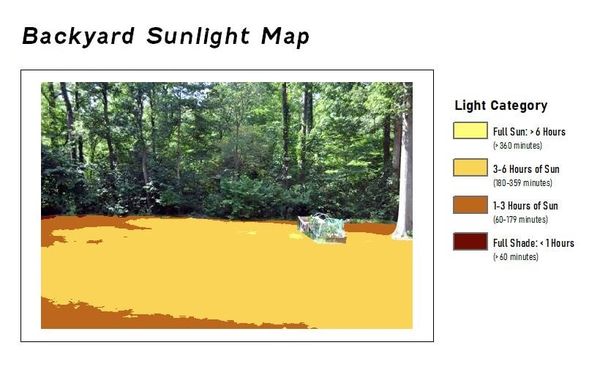 Backyard Sunlight Map
Light Category
Full Sun: > 6 Hours
(> 360 minutes)
3-6 Hours of Sun
(180-359 minutes)
1-3 Hours of Sun
(60-179 minutes)
Full Shade: < 1 Hours
(> 60 minutes)